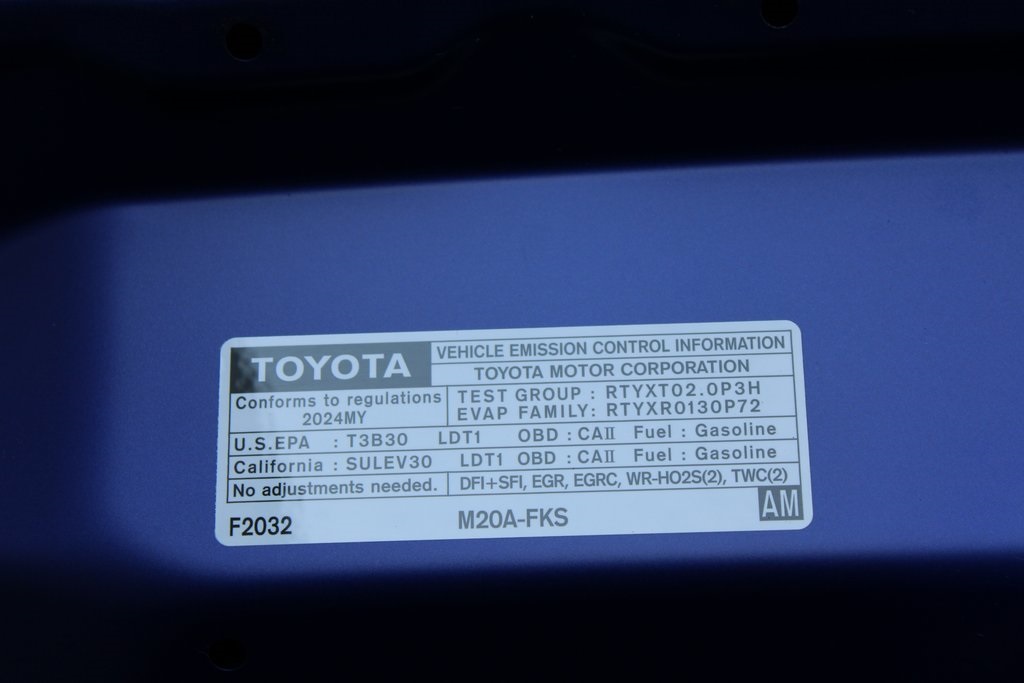 TOYOTA
VEHICLE EMISSION CONTROL INFORMATION
TOYOTA MOTOR CORPORATION
Conforms to regulations
2024MY
TEST GROUP : RTYXT02.0P3H
EVAP FAMILY: RTYXR0130P72
U.S.EPA : T3B30 LDT1 OBD : CAII Fuel : Gasoline
California : SULEV30 LDT1 OBD : CAII Fuel : Gasoline
No adjustments needed. DFI+SFI, EGR, EGRC, WR-HO2S(2), TWC(2)
F2032 M20A-FKS AM